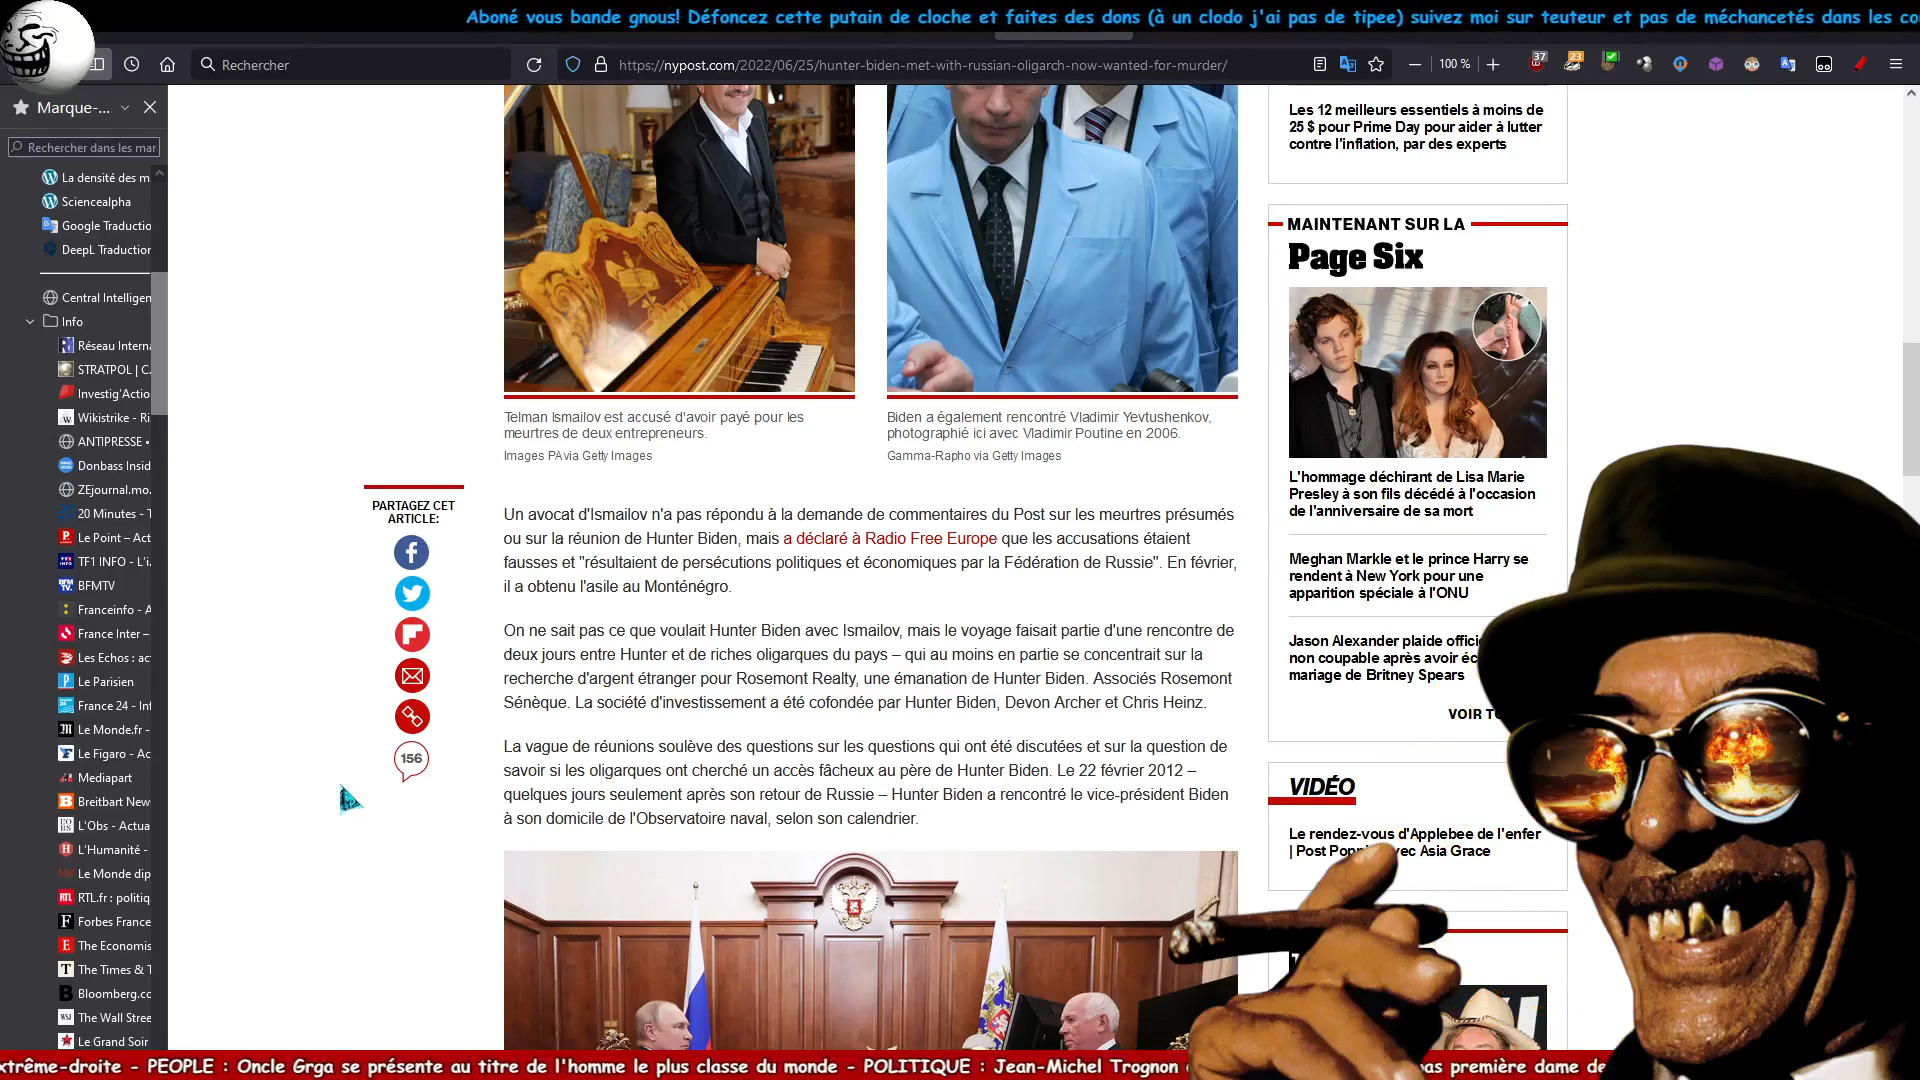 Aboné vous bande gnous! Défoncez cette putain de cloche et faites des dons (à un clodo j'ai pas de tipee) suivez moi sur teuteur et pas de méchancetés dans les co
Rechercher
https://nypost.com/2022/06/25/hunter-biden-met-with-russian-oligarch-now-wanted-for-murder/
100 %
37
23
Marque-...
Rechercher dans les mar
La densité des m
Sciencealpha
Google Traductio
DeepL Traduction
Central Intelligen
Info
Réseau Interna
STRATPOL | C.
Investig'Actio
Wikistrike - Ri
ANTIPRESSE •
Donbass Insid
ZEjournal.mo.
20 Minutes - T
Le Point – Act
TF1 INFO - L'i.
BFMTV
Franceinfo - A
France Inter –
Les Echos : ac
Le Parisien
France 24 - Inf
Le Monde.fr -
Le Figaro - Ac
Mediapart
Breitbart News
L'Obs - Actua
L'Humanité -
Le Monde dip
RTL.fr : politiq
Forbes France
The Economis
The Times & T
Bloomberg.co
The Wall Stree
Le Grand Soir
Telman Ismailov est accusé d'avoir payé pour les
meurtres de deux entrepreneurs.
Images PAvia Getty Images
Biden a également rencontré Vladimir Yevtushenkov,
photographié ici avec Vladimir Poutine en 2006.
Gamma-Rapho via Getty Images
PARTAGEZ CET
ARTICLE:
156
Un avocat d'Ismailov n'a pas répondu à la demande de commentaires du Post sur les meurtres présumés
ou sur la réunion de Hunter Biden, mais a déclaré à Radio Free Europe que les accusations étaient
fausses et "résultaient de persécutions politiques et économiques par la Fédération de Russie". En février,
il a obtenu l'asile au Monténégro.
On ne sait pas ce que voulait Hunter Biden avec Ismailov, mais le voyage faisait partie d'une rencontre de
deux jours entre Hunter et de riches oligarques du pays – qui au moins en partie se concentrait sur la
recherche d'argent étranger pour Rosemont Realty, une émanation de Hunter Biden. Associés Rosemont
Sénèque. La société d'investissement a été cofondée par Hunter Biden, Devon Archer et Chris Heinz.
La vague de réunions soulève des questions sur les questions qui ont été discutées et sur la question de
savoir si les oligarques ont cherché un accès fâcheux au père de Hunter Biden. Le 22 février 2012 –
quelques jours seulement après son retour de Russie – Hunter Biden a rencontré le vice-président Biden
à son domicile de l'Observatoire naval, selon son calendrier.
Les 12 meilleurs essentiels à moins de
25 $ pour Prime Day pour aider à lutter
contre l'inflation, par des experts
MAINTENANT SUR LA
Page Six
L'hommage déchirant de Lisa Marie
Presley à son fils décédé à l'occasion
de l'anniversaire de sa mort
Meghan Markle et le prince Harry se
rendent à New York pour une
apparition spéciale à l'ONU
Jason Alexander plaide offici
non coupable après avoir éc
mariage de Britney Spears
VOIR TO
VIDÉO
Le rendez-vous d'Applebee de l'enfer
| Post Pop avec Asia Grace
xtrême-droite - PEOPLE : Oncle Grga se présente au titre de l'homme le plus classe du monde - POLITIQUE : Jean-Michel Trognon pas première dame de